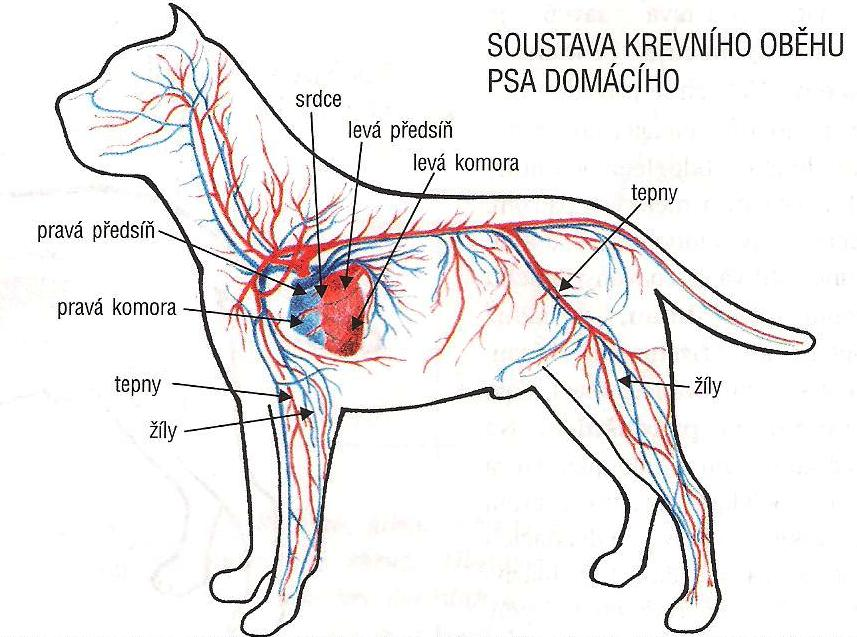 SOUSTAVA KREVNÍHO OBĚHU
PSA DOMÁCÍHO
srdce
levá předsíň
levá komora
tepny
pravá předsíň
pravá komora
tepny
žíly
žíly